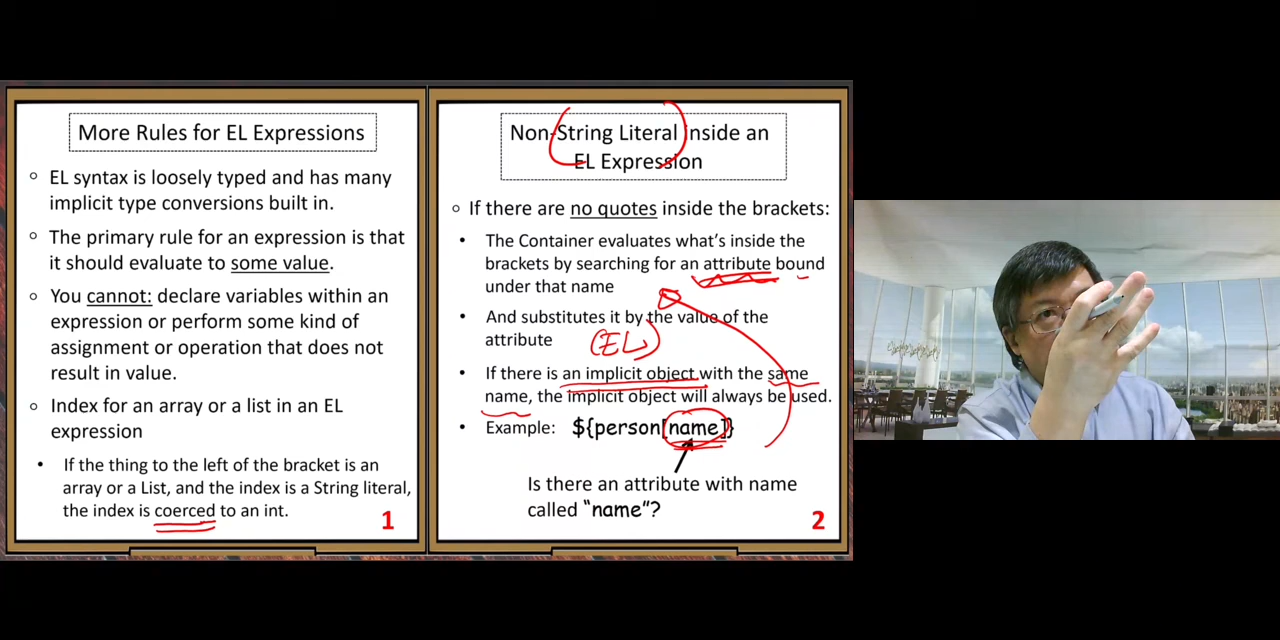 More Rules for EL Expressions
○ EL syntax is loosely typed and has many
implicit type conversions built in.
○ The primary rule for an expression is that
it should evaluate to some value.
○ You cannot: declare variables within an
expression or perform some kind of
assignment or operation that does not
result in value.
○ Index for an array or a list in an EL
expression
• If the thing to the left of the bracket is an
array or a List, and the index is a String literal,
the index is coerced to an int.
1
Non-String Literal Inside an
EL Expression
○ If there are no quotes inside the brackets:
• The Container evaluates what's inside the
brackets by searching for an attribute bound
under that name
• And substitutes it by the value of the
attribute
(EL)
• If there is an implicit object with the same
name, the implicit object will always be used.
• Example: ${person[name]}
Is there an attribute with name
called "name"?
2